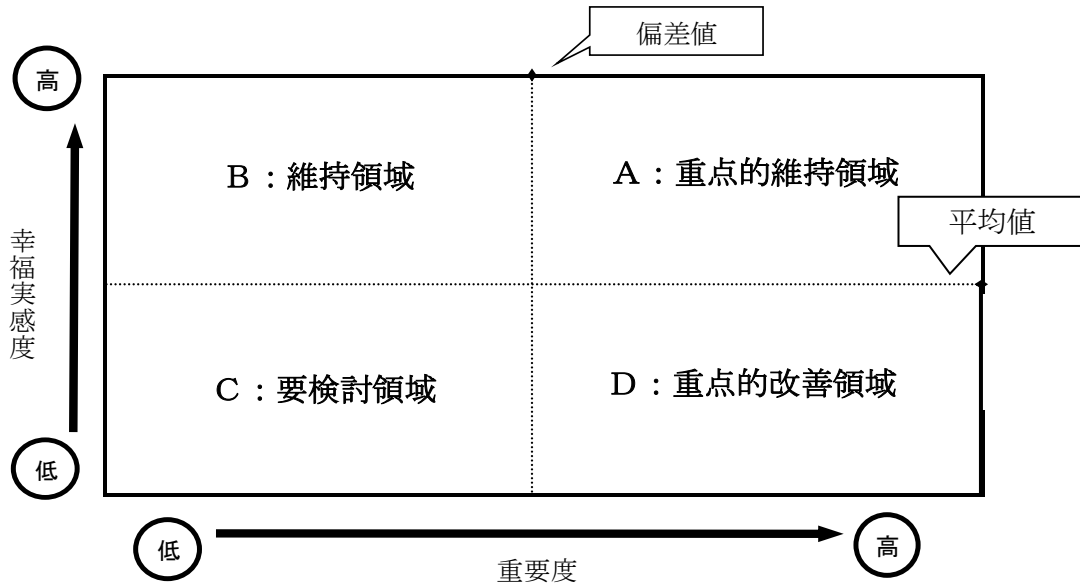 偏差値
高
B：維持領域
A：重点的維持領域
平均値
幸福実感度
C：要検討領域
D：重点的改善領域
低
低
高
重要度